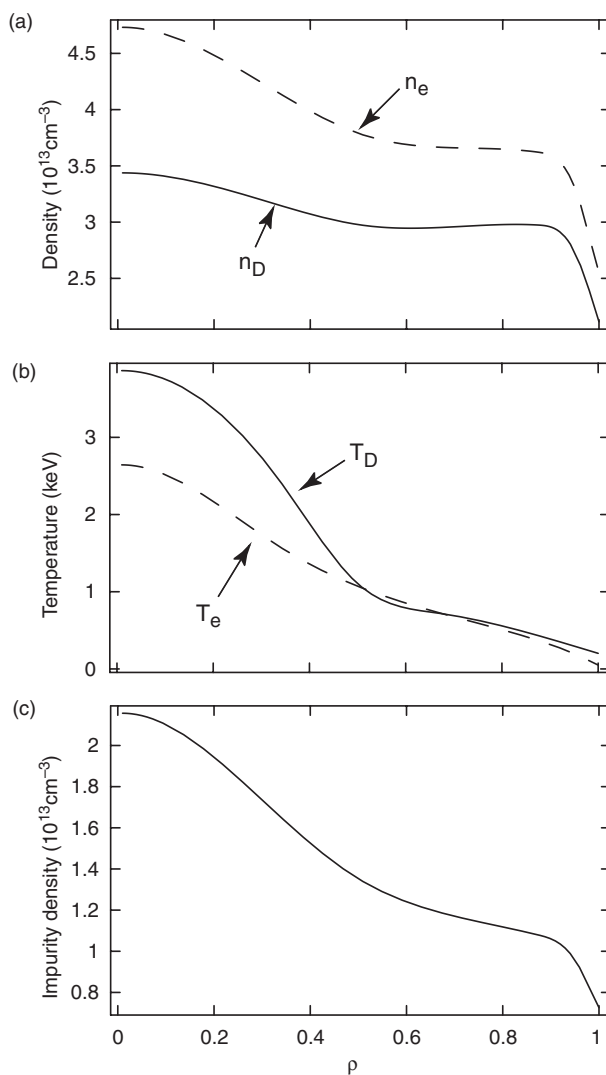 (a)
4.5
4
3.5
3
2.5
Density (10¹³cm⁻³)
n_e
n_D
(b)
3
2
1
0
Temperature (keV)
T_D
T_e
(c)
2
1.8
1.6
1.4
1.2
1
0.8
Impurity density (10¹³cm⁻³)
0 0.2 0.4 0.6 0.8 1
ρ